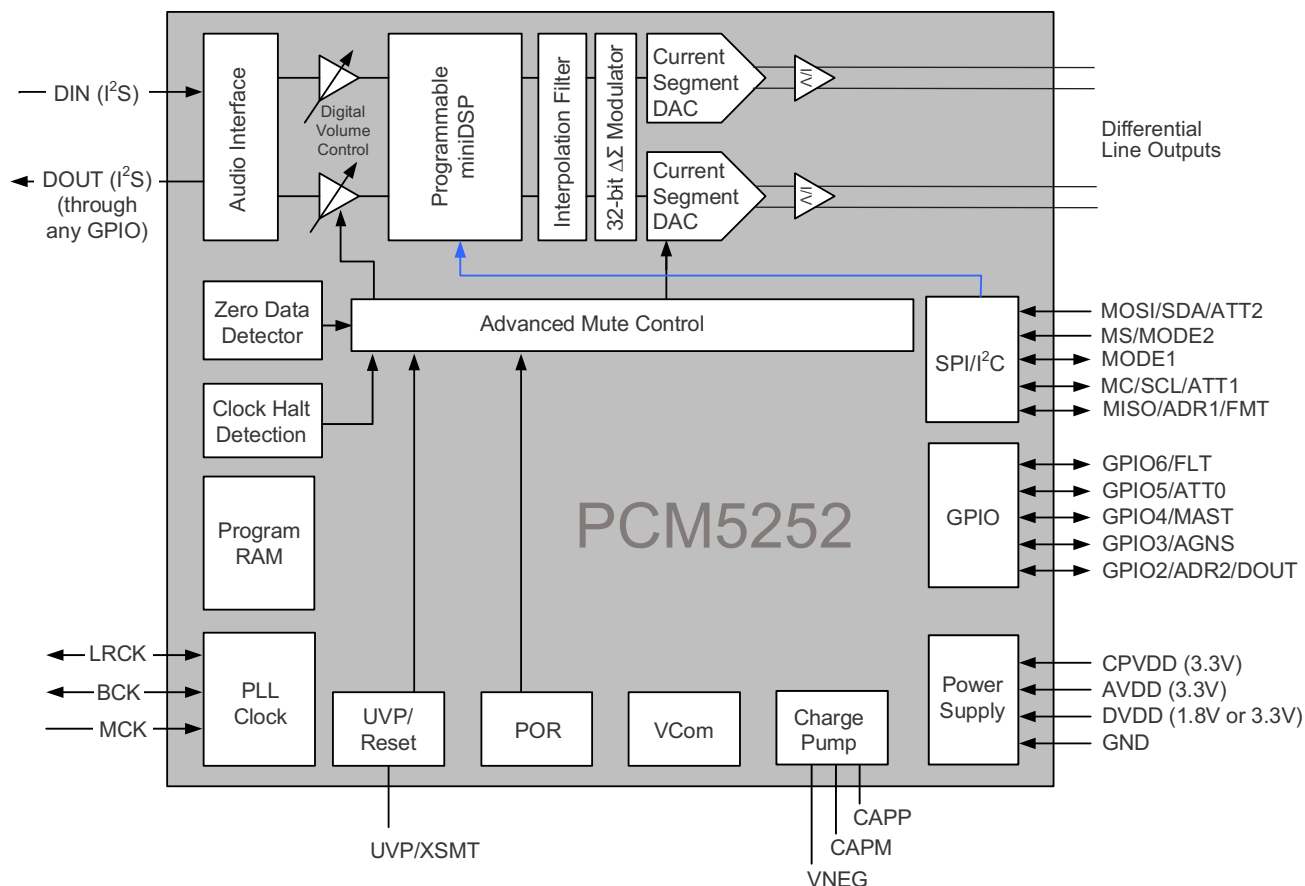 DIN (I²S)
DOUT (I²S)
(through
any GPIO)
Audio Interface
Digital
Volume
Control
Programmable
miniDSP
Interpolation Filter
32-bit ΔΣ Modulator
Current
Segment
DAC
I/V
Current
Segment
DAC
I/V
Differential
Line Outputs
Zero Data
Detector
Advanced Mute Control
Clock Halt
Detection
SPI/I²C
MOSI/SDA/ATT2
MS/MODE2
MODE1
MC/SCL/ATT1
MISO/ADR1/FMT
Program
RAM
PCM5252
GPIO
GPIO6/FLT
GPIO5/ATT0
GPIO4/MAST
GPIO3/AGNS
GPIO2/ADR2/DOUT
LRCK
BCK
MCK
PLL
Clock
UVP/
Reset
POR
VCom
Charge
Pump
Power
Supply
CPVDD (3.3V)
AVDD (3.3V)
DVDD (1.8V or 3.3V)
GND
UVP/XSMT
CAPP
CAPM
VNEG